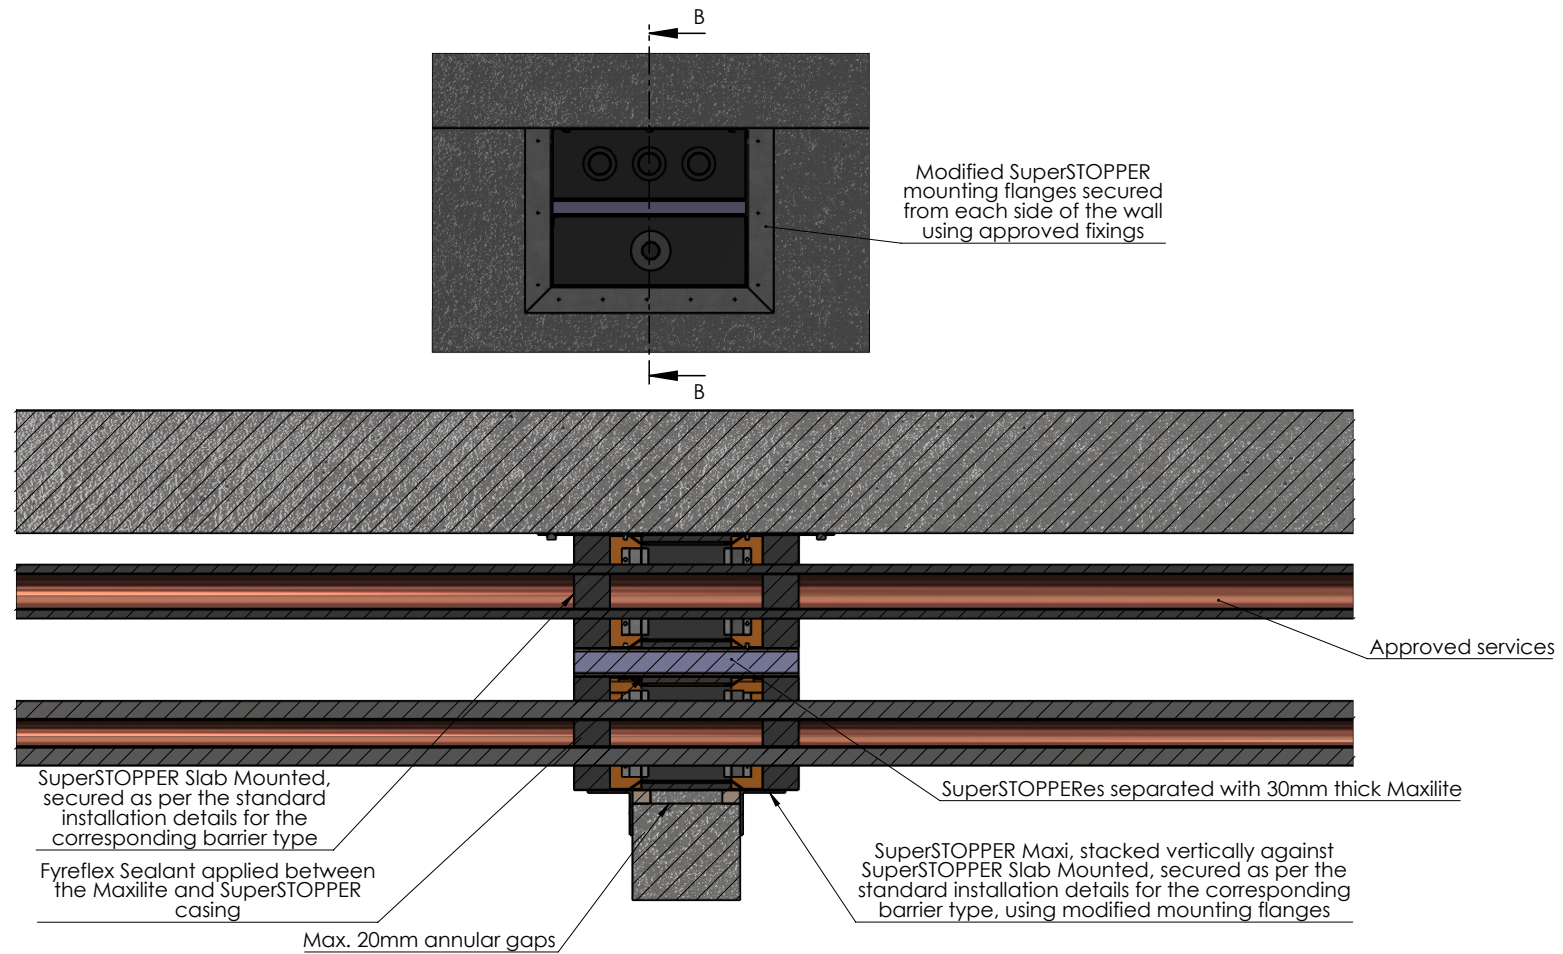 B
Modified SuperSTOPPER
mounting flanges secured
from each side of the wall
using approved fixings
B
Approved services
SuperSTOPPER Slab Mounted,
secured as per the standard
installation details for the
corresponding barrier type
SuperSTOPPERes separated with 30mm thick Maxilite
Fyreflex Sealant applied between
the Maxilite and SuperSTOPPER
casing
SuperSTOPPER Maxi, stacked vertically against
SuperSTOPPER Slab Mounted, secured as per the
standard installation details for the corresponding
barrier type, using modified mounting flanges
Max. 20mm annular gaps